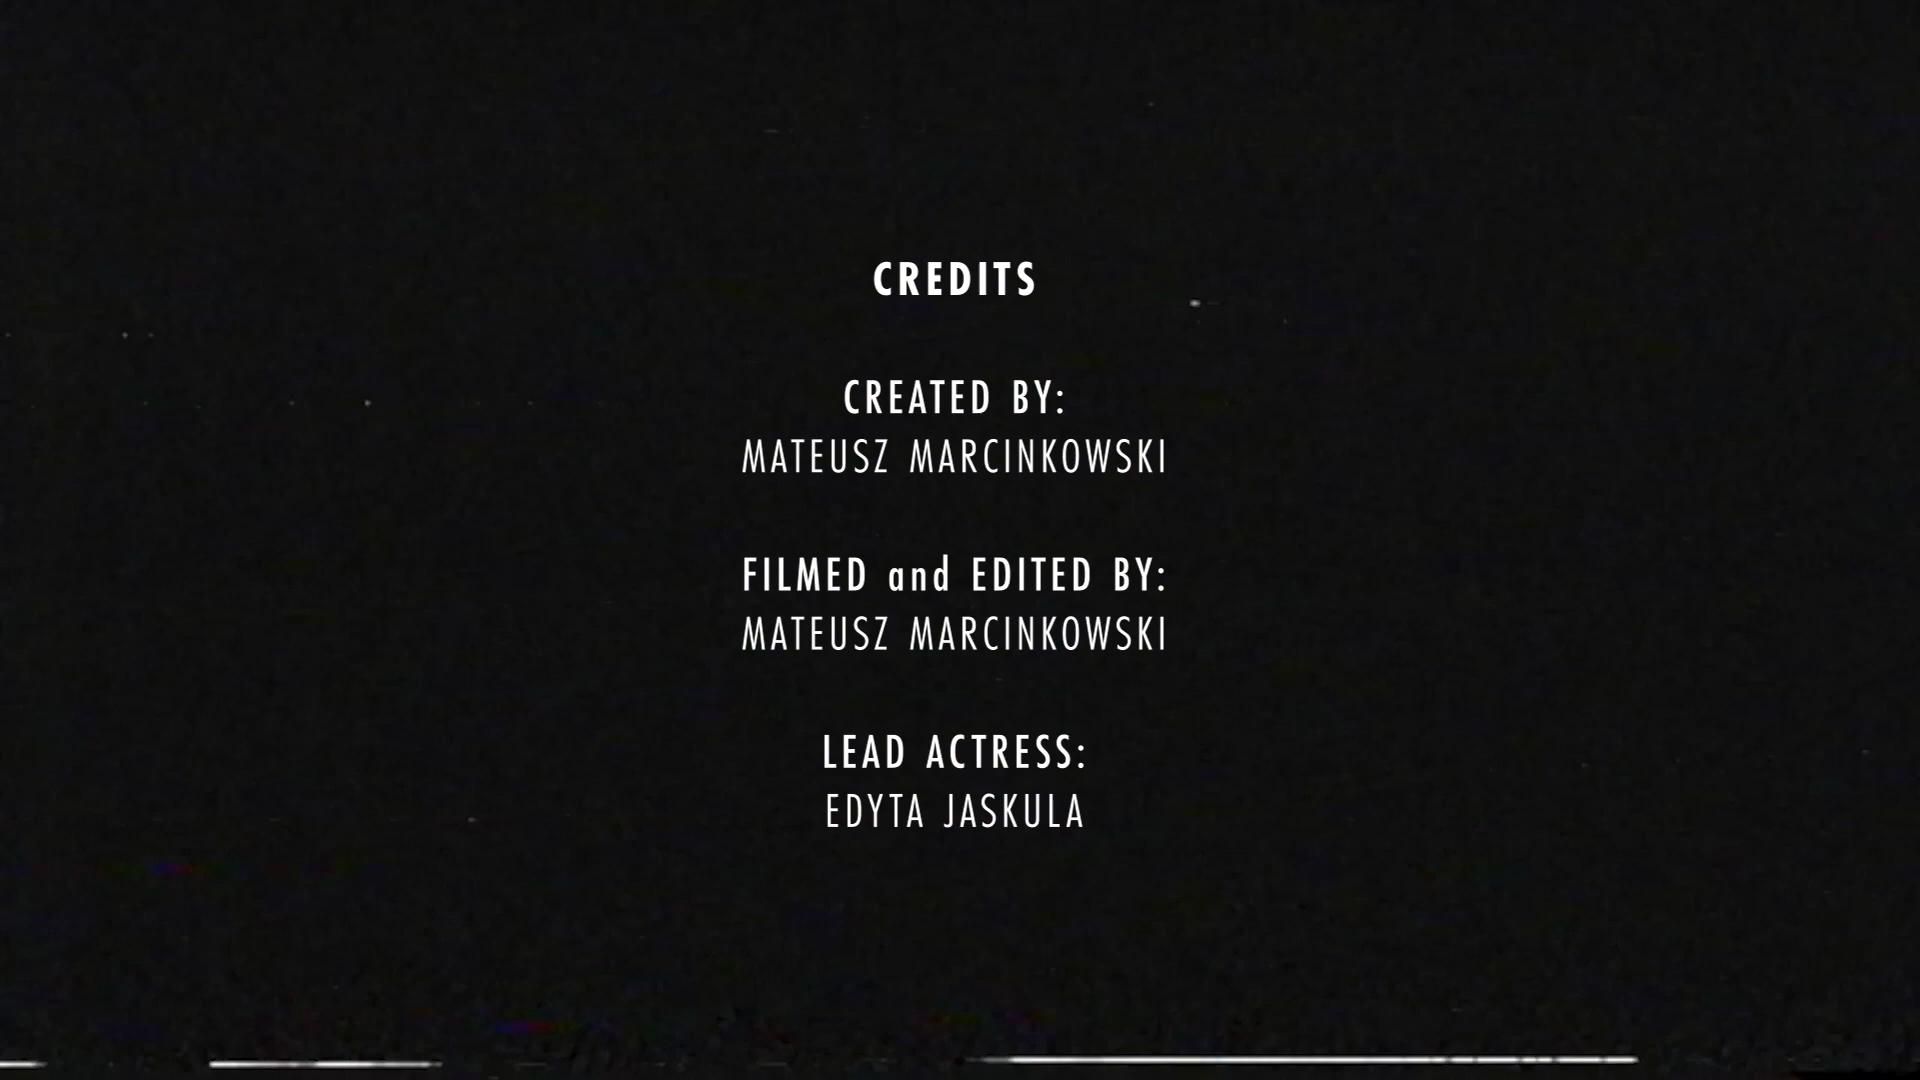 CREDITS
CREATED BY:
MATEUSZ MARCINKOWSKI
FILMED and EDITED BY:
MATEUSZ MARCINKOWSKI
LEAD ACTRESS:
EDYTA JASKULA